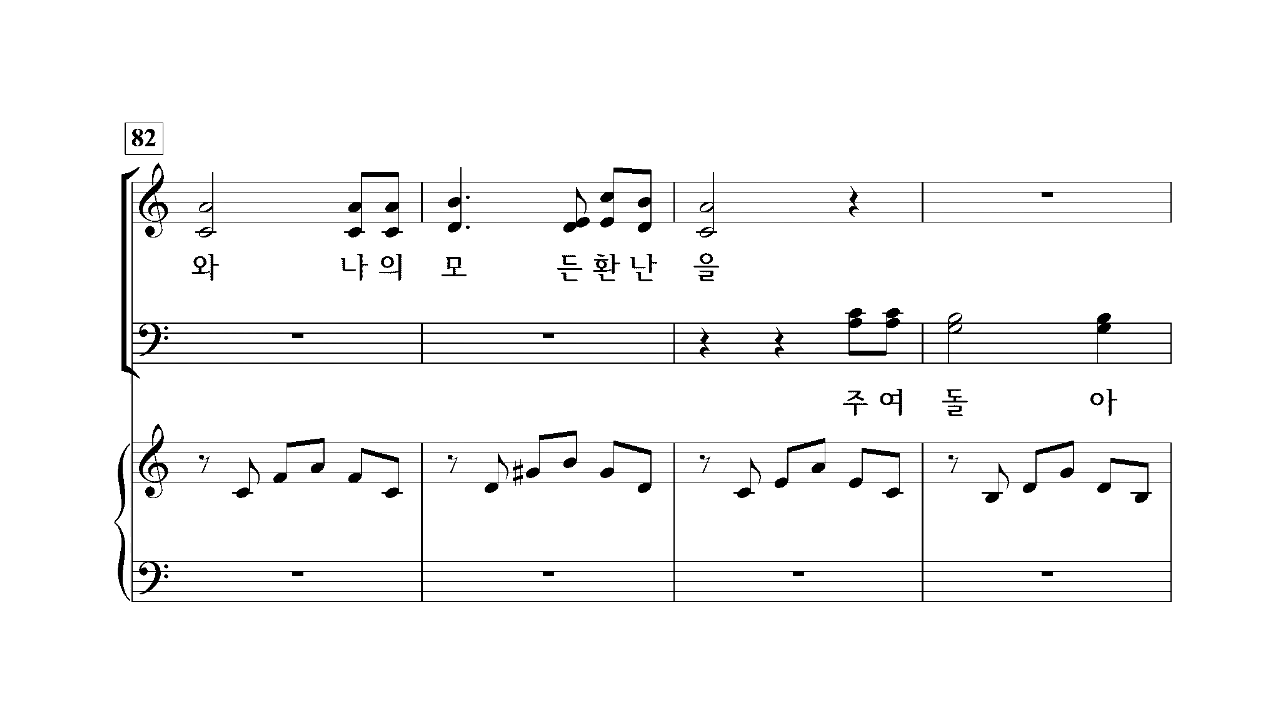 82
와 나 의 모 든 환 난 을
주 여 돌 아